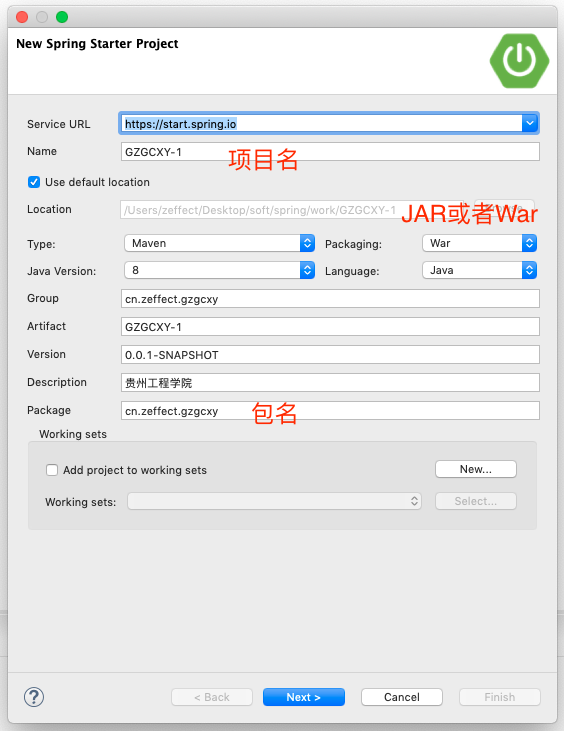 New Spring Starter Project
Service URL https://start.spring.io
Name GZGCXY-1 项目名
Use default location
Location /Users/zeffect/Desktop/soft/spring/work/GZGCXY-1 JAR或者War
Type: Maven Packaging: War
Java Version: 8 Language: Java
Group cn.zeffect.gzgcxy
Artifact GZGCXY-1
Version 0.0.1-SNAPSHOT
Description 贵州工程学院
Package cn.zeffect.gzgcxy 包名
Working sets
Add project to working sets New...
Working sets: Select...
? < Back Next > Cancel Finish